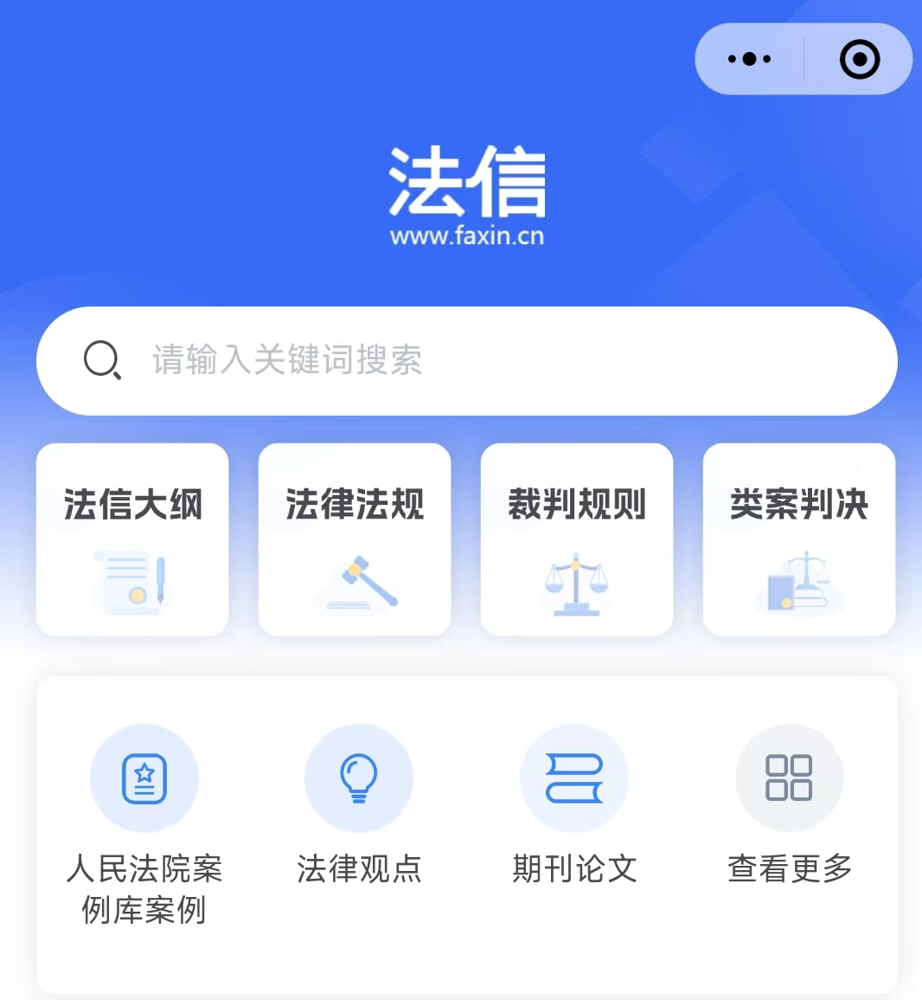 法信
www.faxin.cn
请输入关键词搜索
法信大纲 法律法规 裁判规则 类案判决
人民法院案
例库案例
法律观点
期刊论文
查看更多